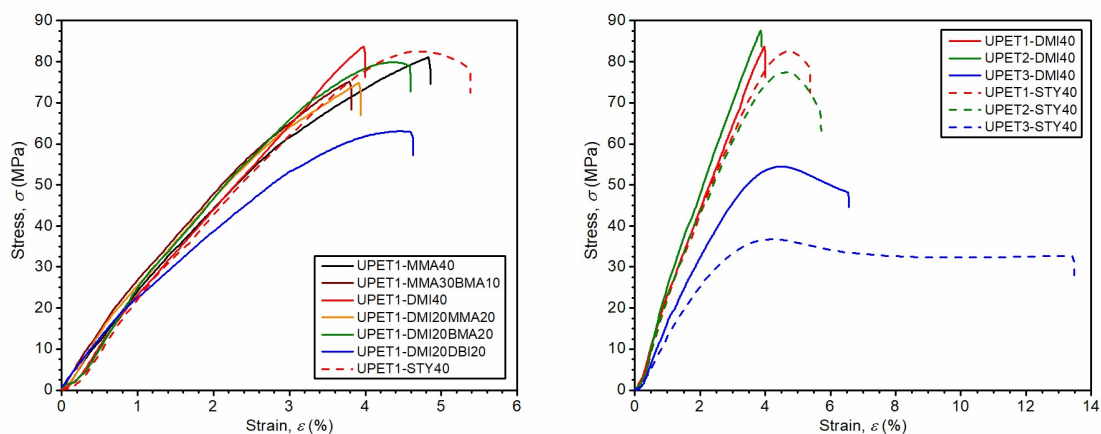 90
80
70
60
50
40
30
20
10
0
Stress, σ (MPa)
UPET1-MMA40
UPET1-MMA30BMA10
UPET1-DMI40
UPET1-DMI20MMA20
UPET1-DMI20BMA20
UPET1-DMI20DBI20
UPET1-STY40
0 1 2 3 4 5 6
Strain, ε (%)
90
80
70
60
50
40
30
20
10
0
Stress, σ (MPa)
UPET1-DMI40
UPET2-DMI40
UPET3-DMI40
UPET1-STY40
UPET2-STY40
UPET3-STY40
0 2 4 6 8 10 12 14
Strain, ε (%)